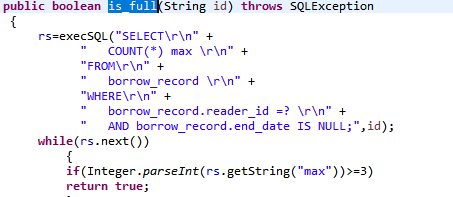 public boolean is_full(String id) throws SQLException
{
rs=execSQL("SELECT\r\n" +
"   COUNT(*) max \r\n" +
"FROM\r\n" +
"   borrow_record \r\n" +
"WHERE\r\n" +
"   borrow_record.reader_id =? \r\n" +
"   AND borrow_record.end_date IS NULL;",id);
while(rs.next())
{
if(Integer.parseInt(rs.getString("max"))>=3)
return true;